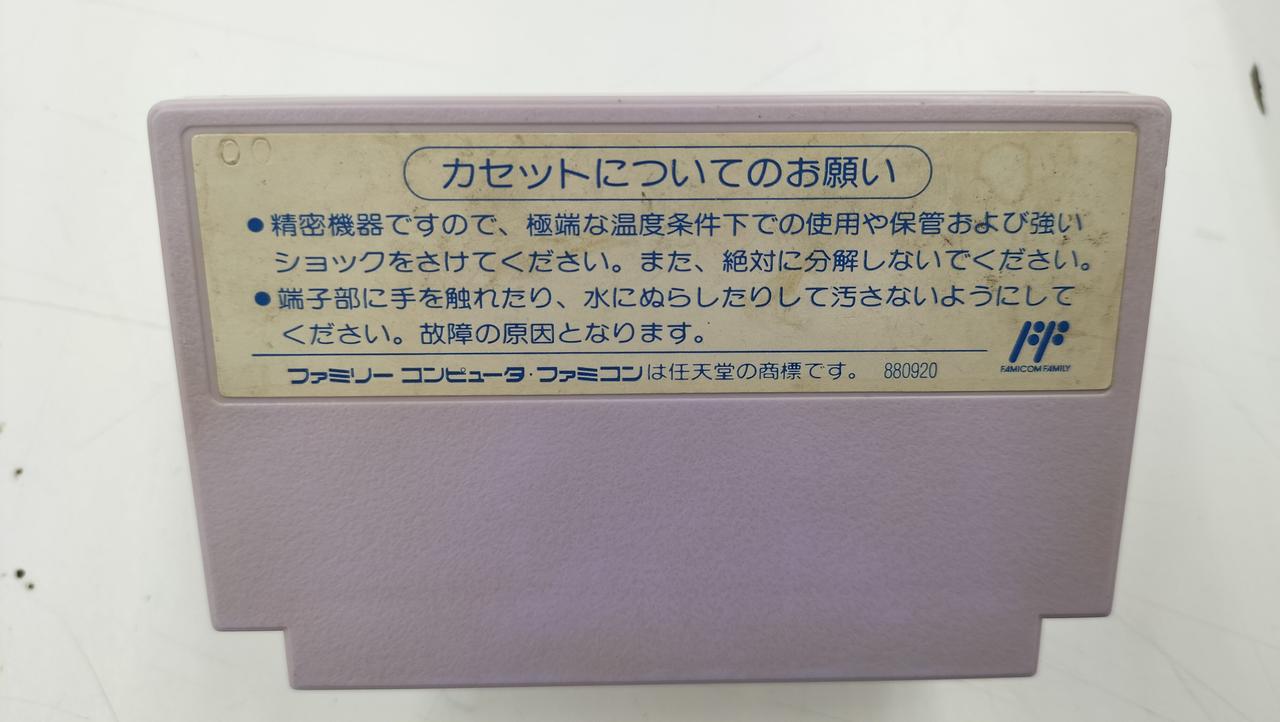 00
カセットについてのお願い
●精密機器ですので、極端な温度条件下での使用や保管および強い
ショックをさけてください。また、絶対に分解しないでください。
●端子部に手を触れたり、水にぬらしたりして汚さないようにして
ください。故障の原因となります。
ファミリー コンピュータ・ファミコンは任天堂の商標です。 880920
FAMICOM FAMILY